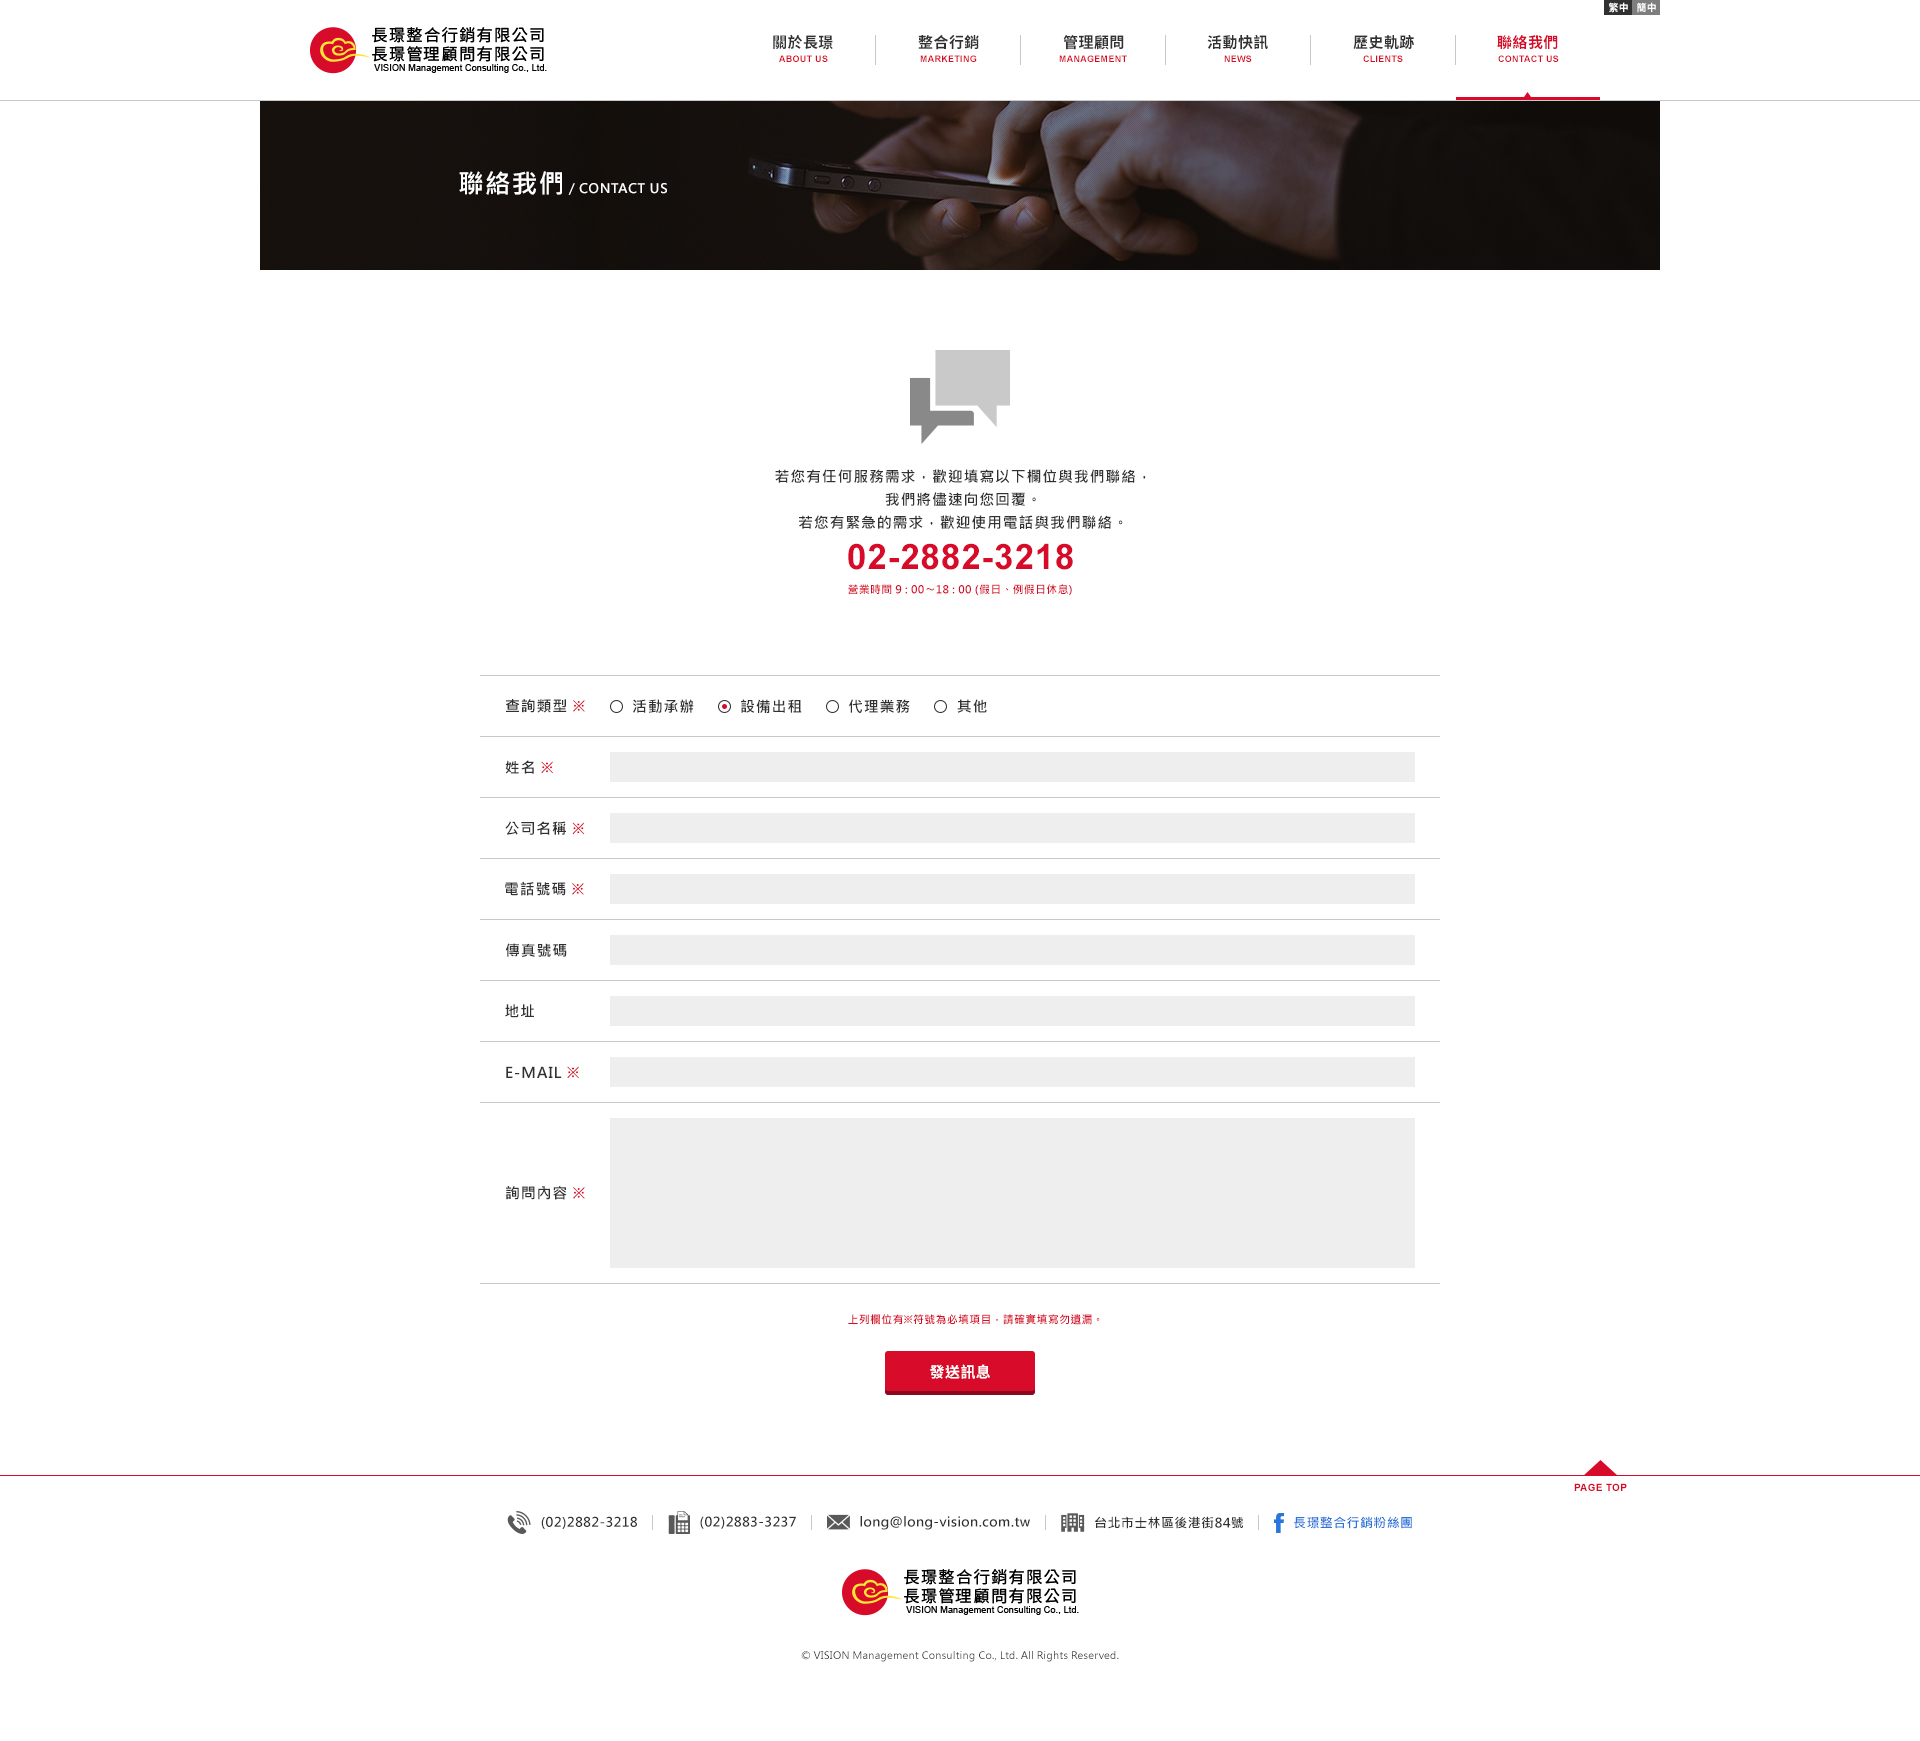 繁中 簡中
長璟整合行銷有限公司
長璟管理顧問有限公司
VISION Management Consulting Co., Ltd.
關於長璟 整合行銷 管理顧問 活動快訊 歷史軌跡 聯絡我們
ABOUT US MARKETING MANAGEMENT NEWS CLIENTS CONTACT US
聯絡我們 / CONTACT US
若您有任何服務需求，歡迎填寫以下欄位與我們聯絡，
我們將儘速向您回覆。
若您有緊急的需求，歡迎使用電話與我們聯絡。
02-2882-3218
營業時間 9 : 00～18 : 00 (假日、例假日休息)
查詢類型 ※ 活動承辦 設備出租 代理業務 其他
姓名 ※
公司名稱 ※
電話號碼 ※
傳真號碼
地址
E-MAIL ※
詢問內容 ※
上列欄位有※符號為必填項目，請確實填寫勿遺漏。
發送訊息
PAGE TOP
(02)2882-3218 (02)2883-3237 long@long-vision.com.tw 台北市士林區後港街84號 長璟整合行銷粉絲團
長璟整合行銷有限公司
長璟管理顧問有限公司
VISION Management Consulting Co., Ltd.
© VISION Management Consulting Co., Ltd. All Rights Reserved.